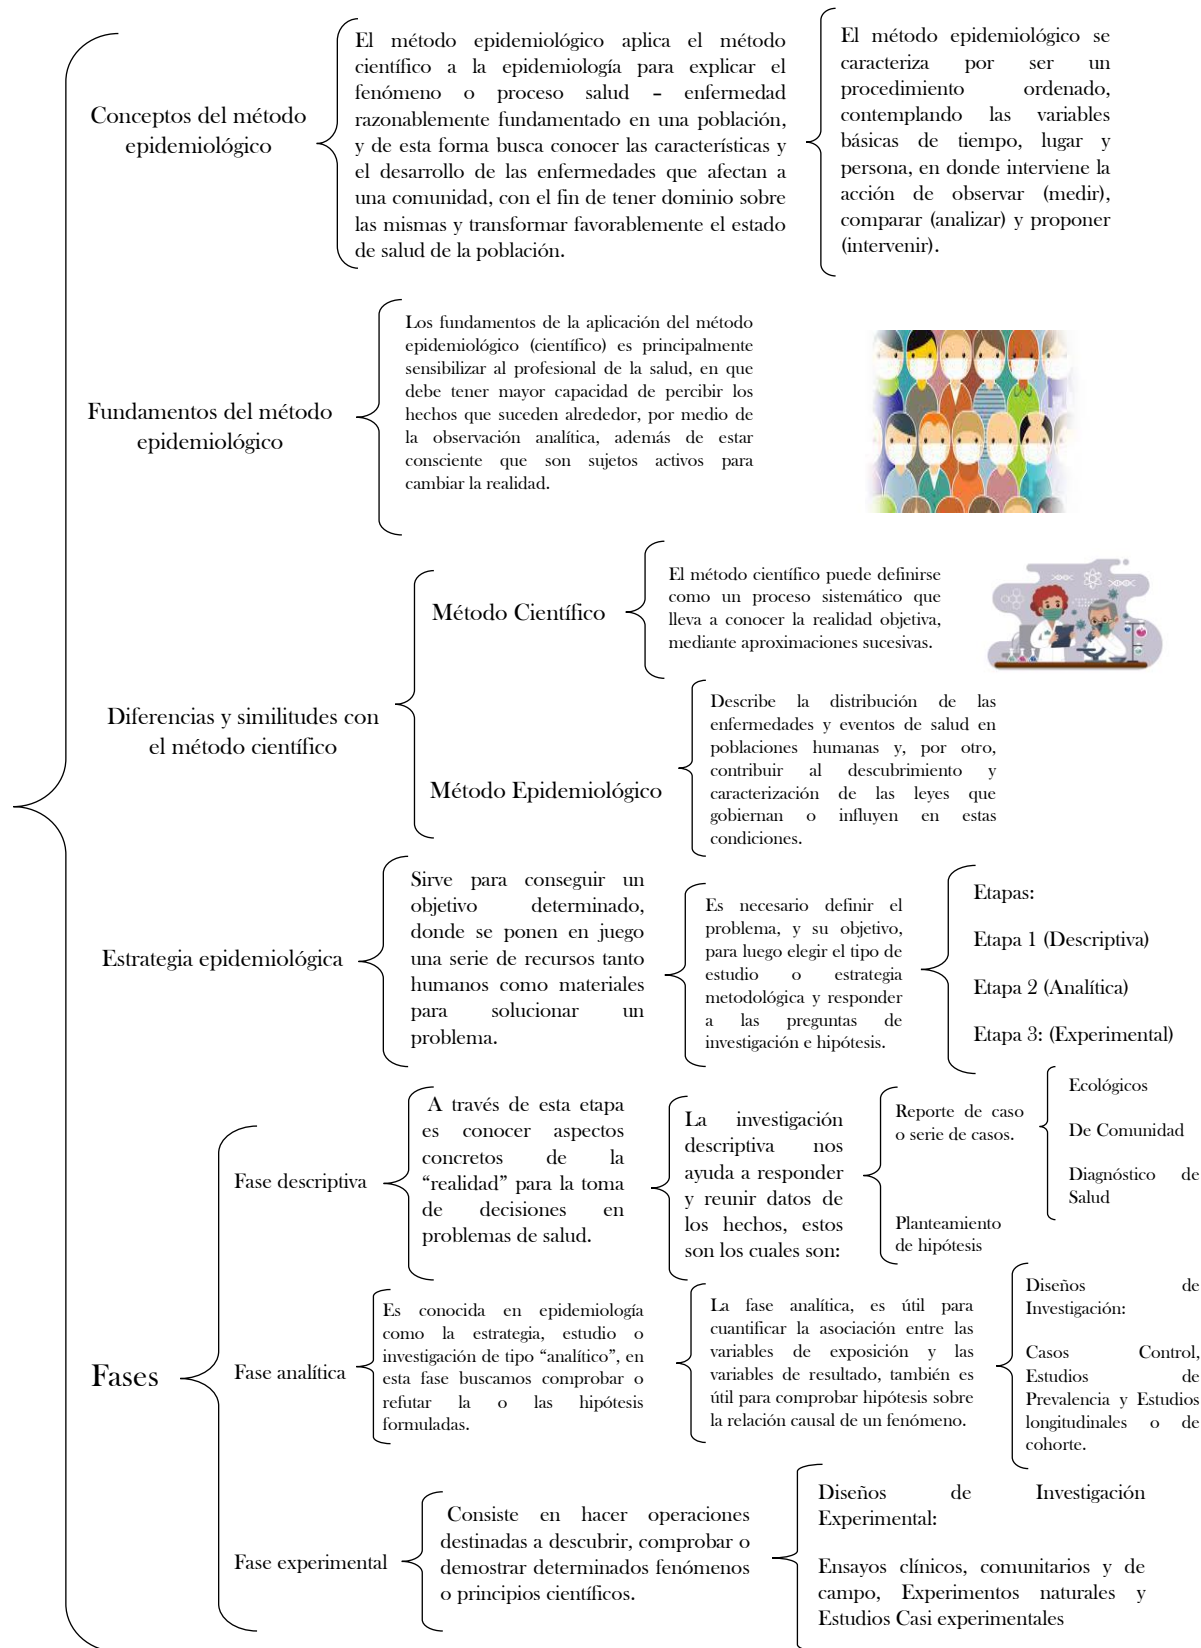 Conceptos del método
epidemiológico
El método epidemiológico aplica el método
científico a la epidemiología para explicar el
fenómeno o proceso salud – enfermedad
razonablemente fundamentado en una población,
y de esta forma busca conocer las características y
el desarrollo de las enfermedades que afectan a
una comunidad, con el fin de tener dominio sobre
las mismas y transformar favorablemente el estado
de salud de la población.
El método epidemiológico se
caracteriza por ser un
procedimiento ordenado,
contemplando las variables
básicas de tiempo, lugar y
persona, en donde interviene la
acción de observar (medir),
comparar (analizar) y proponer
(intervenir).
Fundamentos del método
epidemiológico
Los fundamentos de la aplicación del método
epidemiológico (científico) es principalmente
sensibilizar al profesional de la salud, en que
debe tener mayor capacidad de percibir los
hechos que suceden alrededor, por medio de
la observación analítica, además de estar
consciente que son sujetos activos para
cambiar la realidad.
Diferencias y similitudes con
el método científico
Método Científico
El método científico puede definirse
como un proceso sistemático que
lleva a conocer la realidad objetiva,
mediante aproximaciones sucesivas.
Método Epidemiológico
Describe la distribución de las
enfermedades y eventos de salud en
poblaciones humanas y, por otro,
contribuir al descubrimiento y
caracterización de las leyes que
gobiernan o influyen en estas
condiciones.
Estrategia epidemiológica
Sirve para conseguir un
objetivo determinado,
donde se ponen en juego
una serie de recursos tanto
humanos como materiales
para solucionar un
problema.
Es necesario definir el
problema, y su objetivo,
para luego elegir el tipo de
estudio o estrategia
metodológica y responder
a las preguntas de
investigación e hipótesis.
Etapas:
Etapa 1 (Descriptiva)
Etapa 2 (Analítica)
Etapa 3: (Experimental)
Fases
Fase descriptiva
A través de esta etapa
es conocer aspectos
concretos de la
“realidad” para la toma
de decisiones en
problemas de salud.
La investigación
descriptiva nos
ayuda a responder
y reunir datos de
los hechos, estos
son los cuales son:
Reporte de caso
o serie de casos.
Planteamiento
de hipótesis
Ecológicos
De Comunidad
Diagnóstico de
Salud
Fase analítica
Es conocida en epidemiología
como la estrategia, estudio o
investigación de tipo “analítico”, en
esta fase buscamos comprobar o
refutar la o las hipótesis
formuladas.
La fase analítica, es útil para
cuantificar la asociación entre las
variables de exposición y las
variables de resultado, también es
útil para comprobar hipótesis sobre
la relación causal de un fenómeno.
Diseños de
Investigación:
Casos Control,
Estudios de
Prevalencia y Estudios
longitudinales o de
cohorte.
Fase experimental
Consiste en hacer operaciones
destinadas a descubrir, comprobar o
demostrar determinados fenómenos
o principios científicos.
Diseños de Investigación
Experimental:
Ensayos clínicos, comunitarios y de
campo, Experimentos naturales y
Estudios Casi experimentales